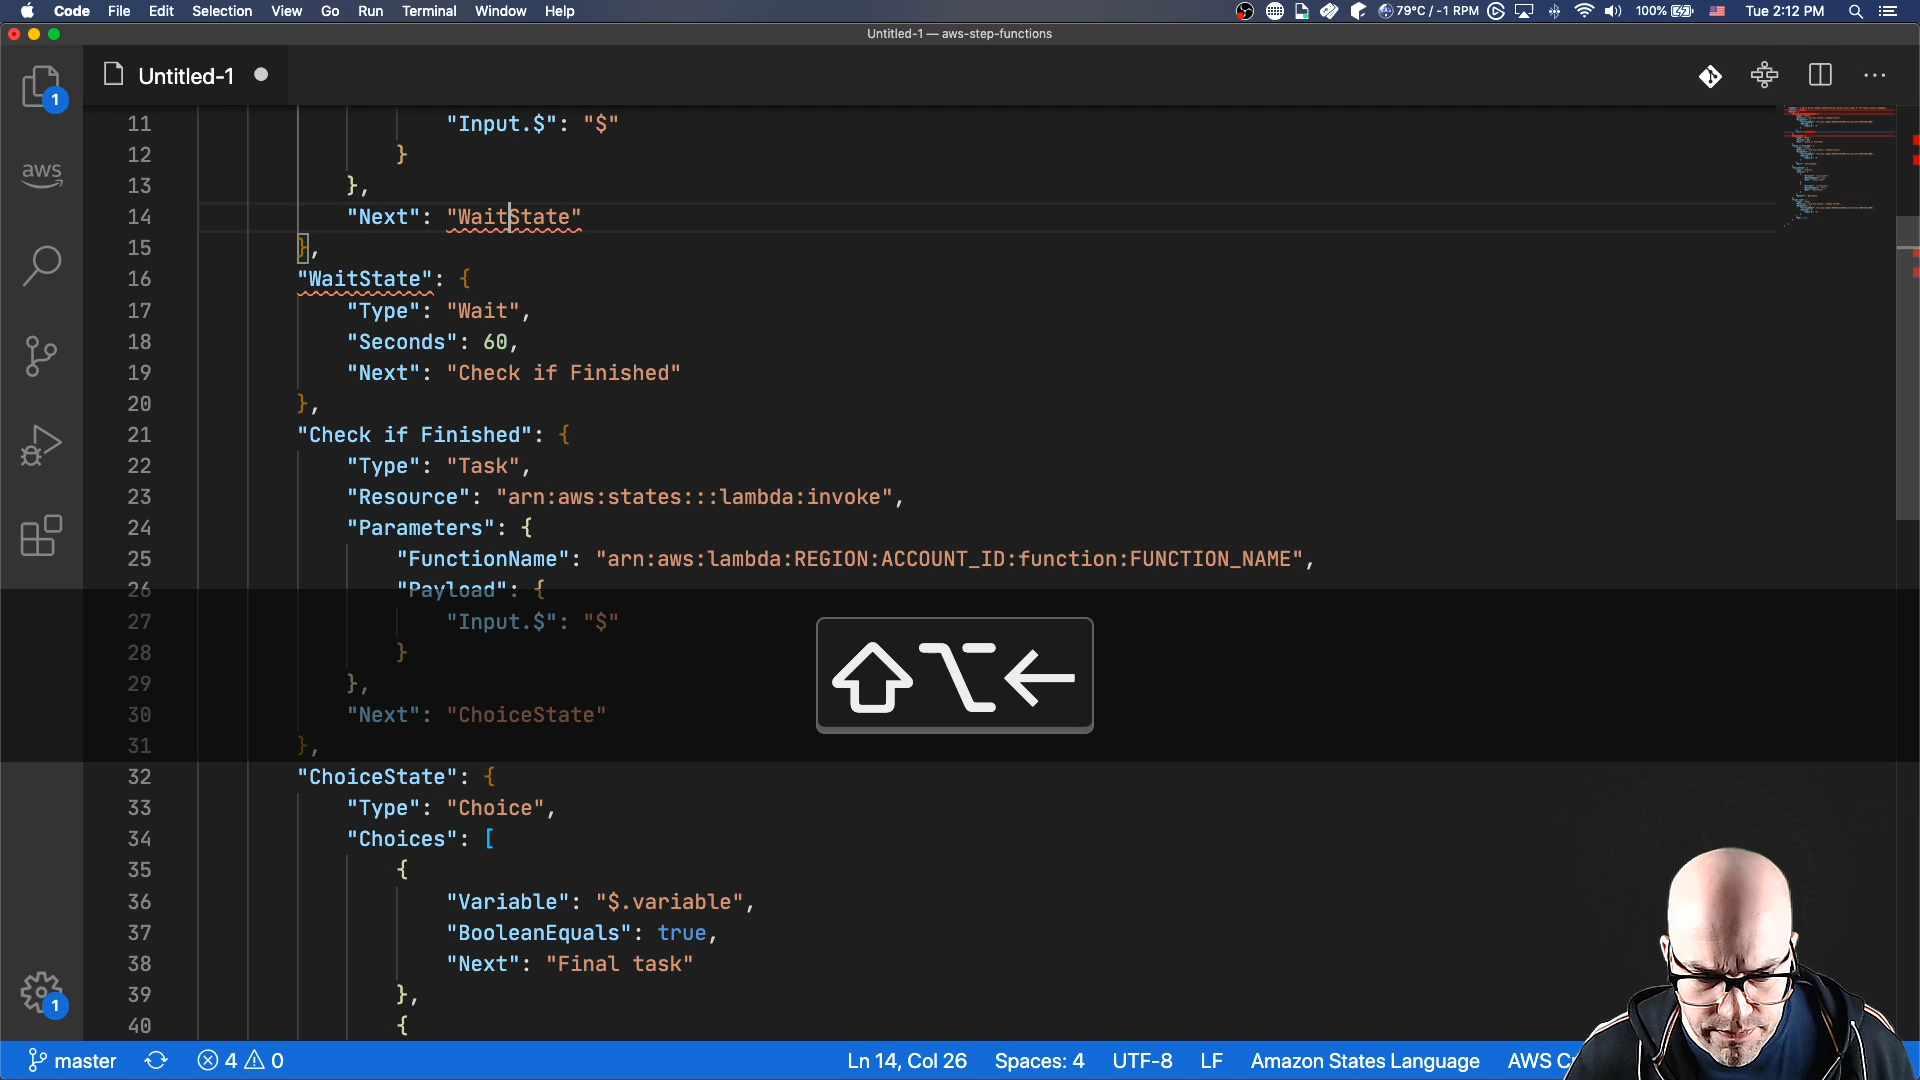 Code File Edit Selection View Go Run Terminal Window Help 79°C / -1 RPM 100% Tue 2:12 PM
Untitled-1 — aws-step-functions
Untitled-1
1
aws
11 "Input.$": "$"
12 }
13 },
14 "Next": "WaitState"
15 },
16 "WaitState": {
17 "Type": "Wait",
18 "Seconds": 60,
19 "Next": "Check if Finished"
20 },
21 "Check if Finished": {
22 "Type": "Task",
23 "Resource": "arn:aws:states:::lambda:invoke",
24 "Parameters": {
25 "FunctionName": "arn:aws:lambda:REGION:ACCOUNT_ID:function:FUNCTION_NAME",
26 "Payload": {
27 "Input.$": "$"
28 }
29 },
30 "Next": "ChoiceState"
31 },
32 "ChoiceState": {
33 "Type": "Choice",
34 "Choices": [
35 {
36 "Variable": "$.variable",
37 "BooleanEquals": true,
38 "Next": "Final task"
39 },
40 {
⇧⌥←
1
master 4 0 Ln 14, Col 26 Spaces: 4 UTF-8 LF Amazon States Language AWS